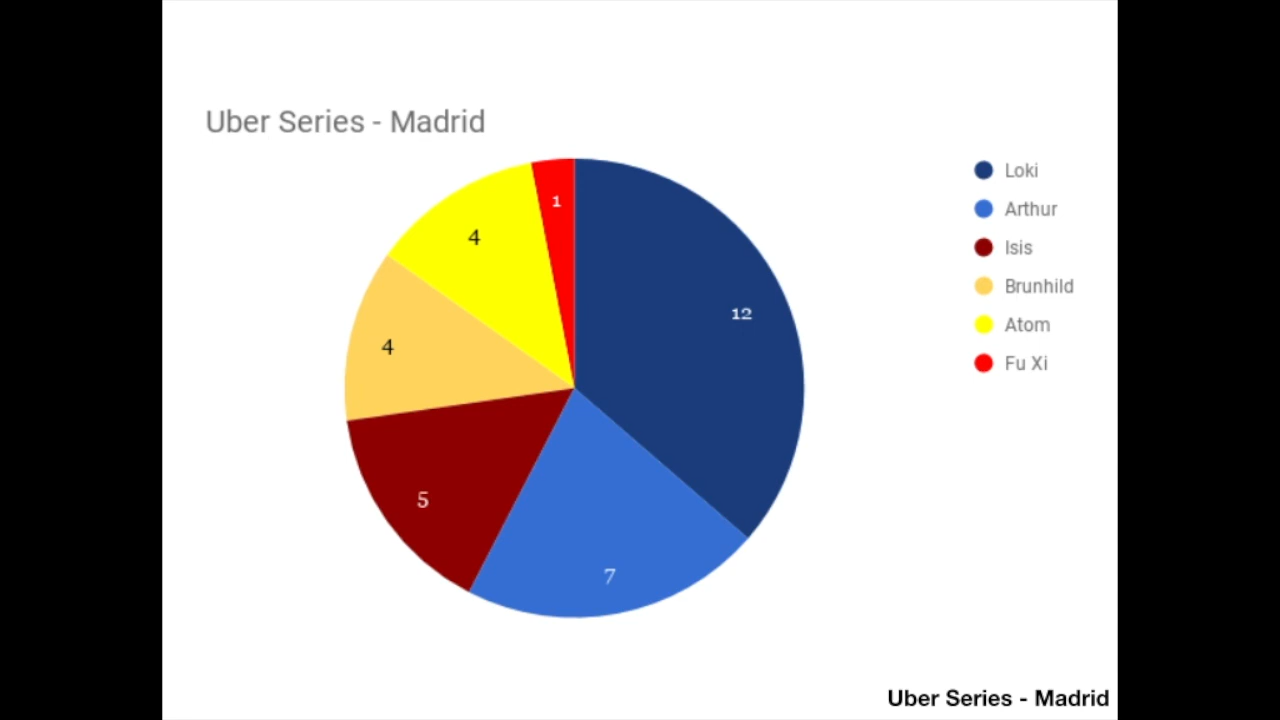 Uber Series - Madrid
Loki
Arthur
Isis
Brunhild
Atom
Fu Xi
1
4
12
4
5
7
Uber Series - Madrid